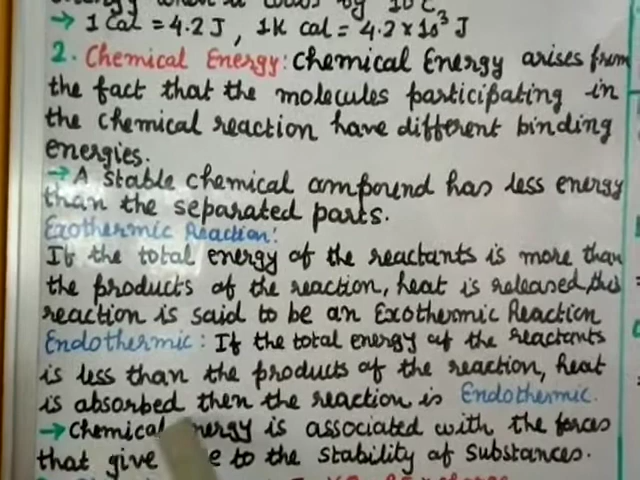 when it cools by 10°C.
→ 1 Cal = 4.2 J, 1K cal = 4.2 × 10³ J
2. Chemical Energy: Chemical Energy arises from
the fact that the molecules participating in
the chemical reaction have different binding
energies.
→ A stable chemical compound has less energy
than the separated parts.
Exothermic Reaction:
If the total energy of the reactants is more than
the products of the reaction, heat is released, this
reaction is said to be an Exothermic Reaction
Endothermic: If the total energy of the reactants
is less than the products of the reaction, heat
is absorbed then the reaction is Endothermic.
→ Chemical energy is associated with the forces
that give to the stability of substances.